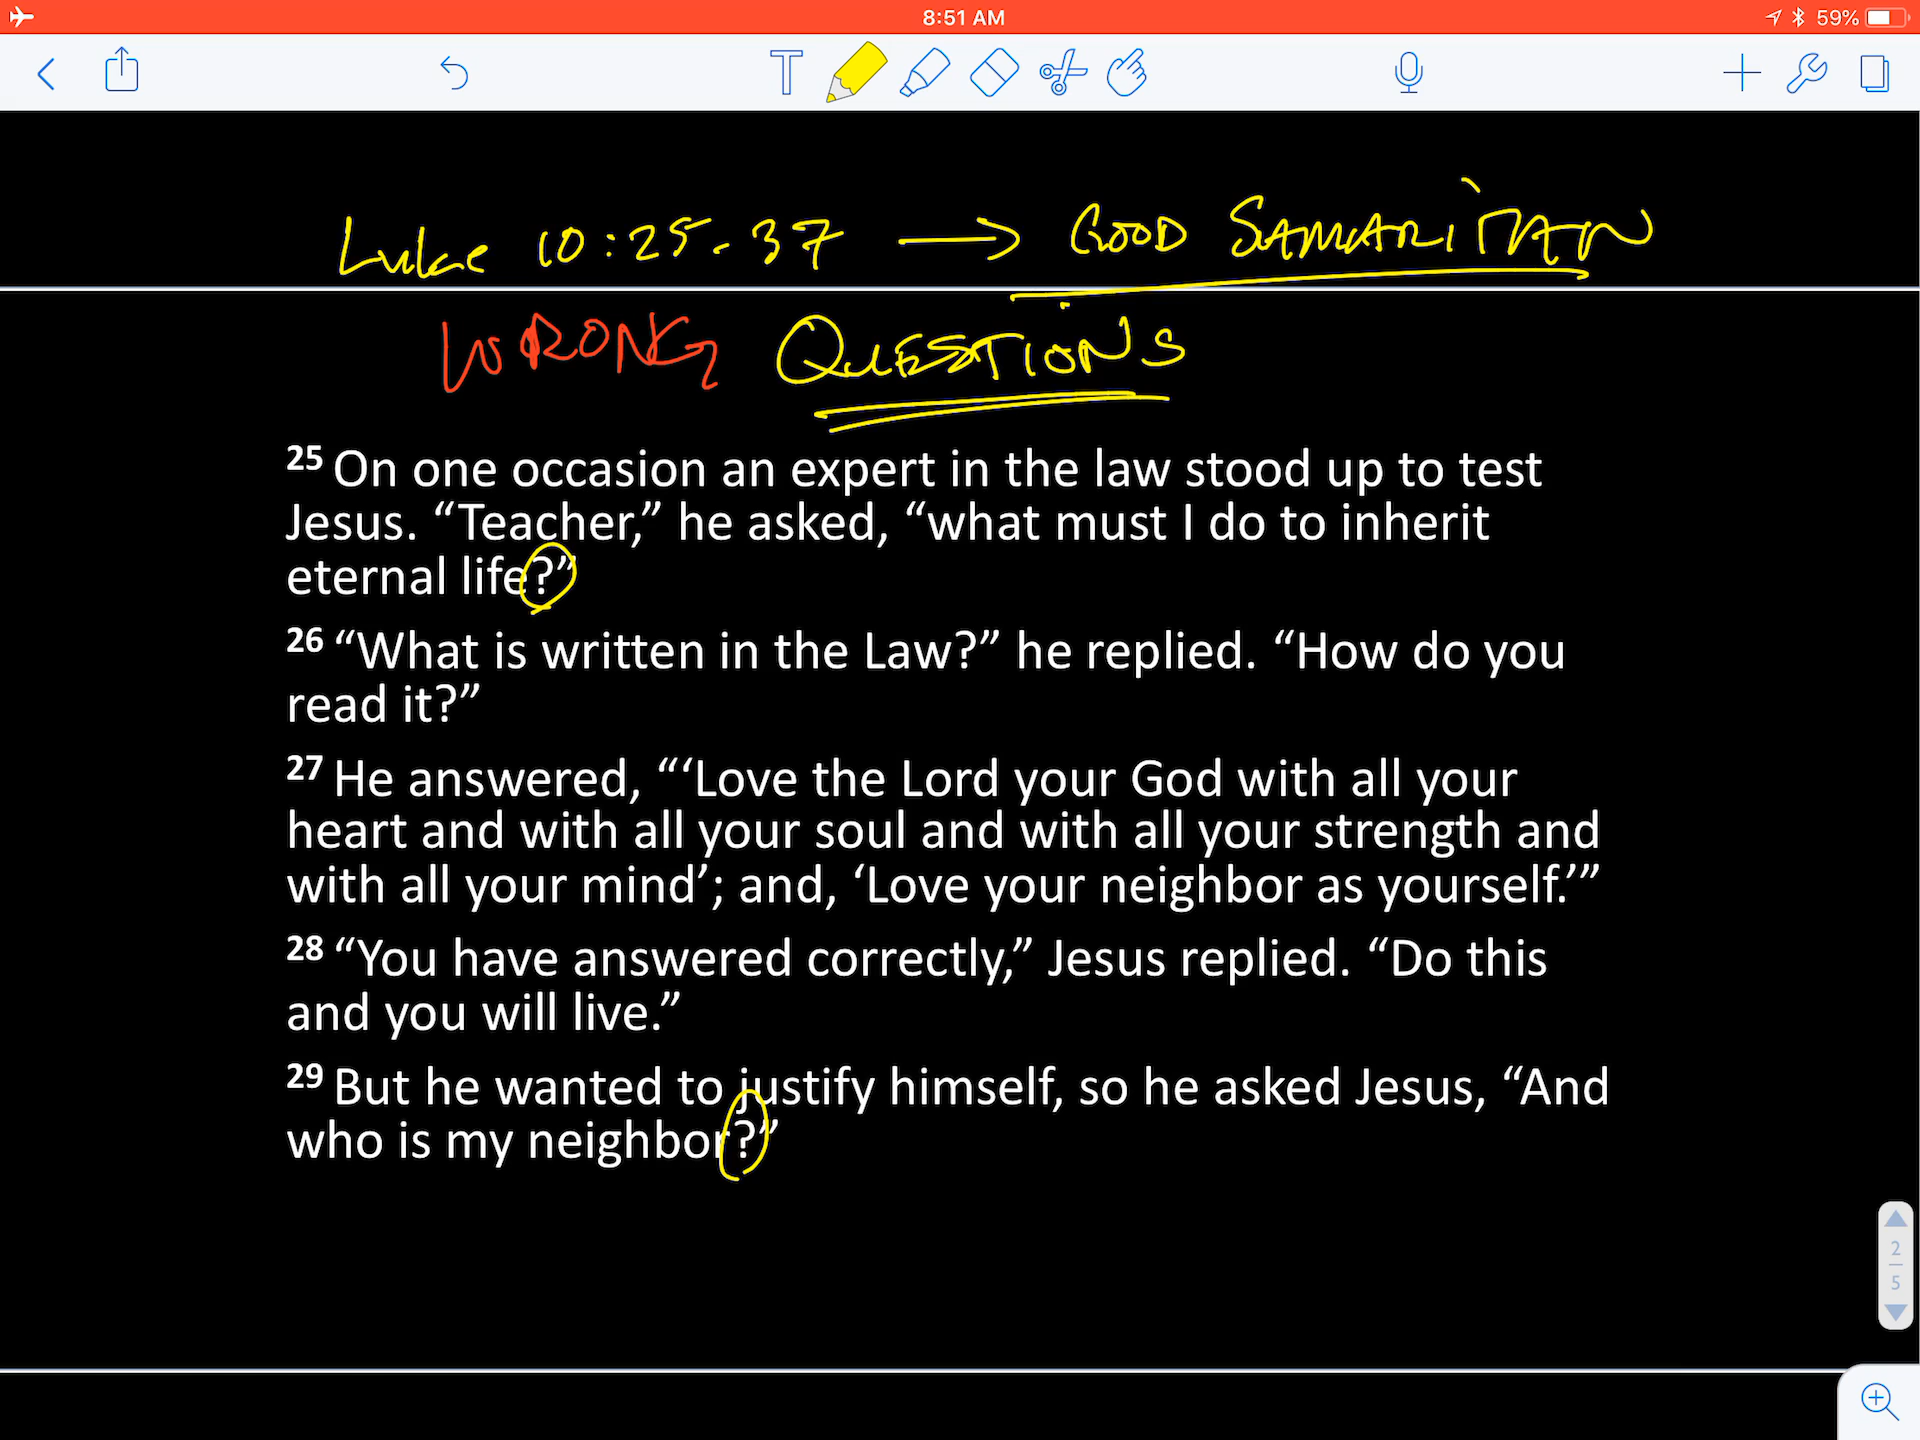 8:51 AM
59%
T
Luke 10:25-37 → GOOD SAMARITAN
WRONG QUESTIONS
25 On one occasion an expert in the law stood up to test
Jesus. “Teacher,” he asked, “what must I do to inherit
eternal life?”
26 “What is written in the Law?” he replied. “How do you
read it?”
27 He answered, “‘Love the Lord your God with all your
heart and with all your soul and with all your strength and
with all your mind’; and, ‘Love your neighbor as yourself.’”
28 “You have answered correctly,” Jesus replied. “Do this
and you will live.”
29 But he wanted to justify himself, so he asked Jesus, “And
who is my neighbor?”
2
5